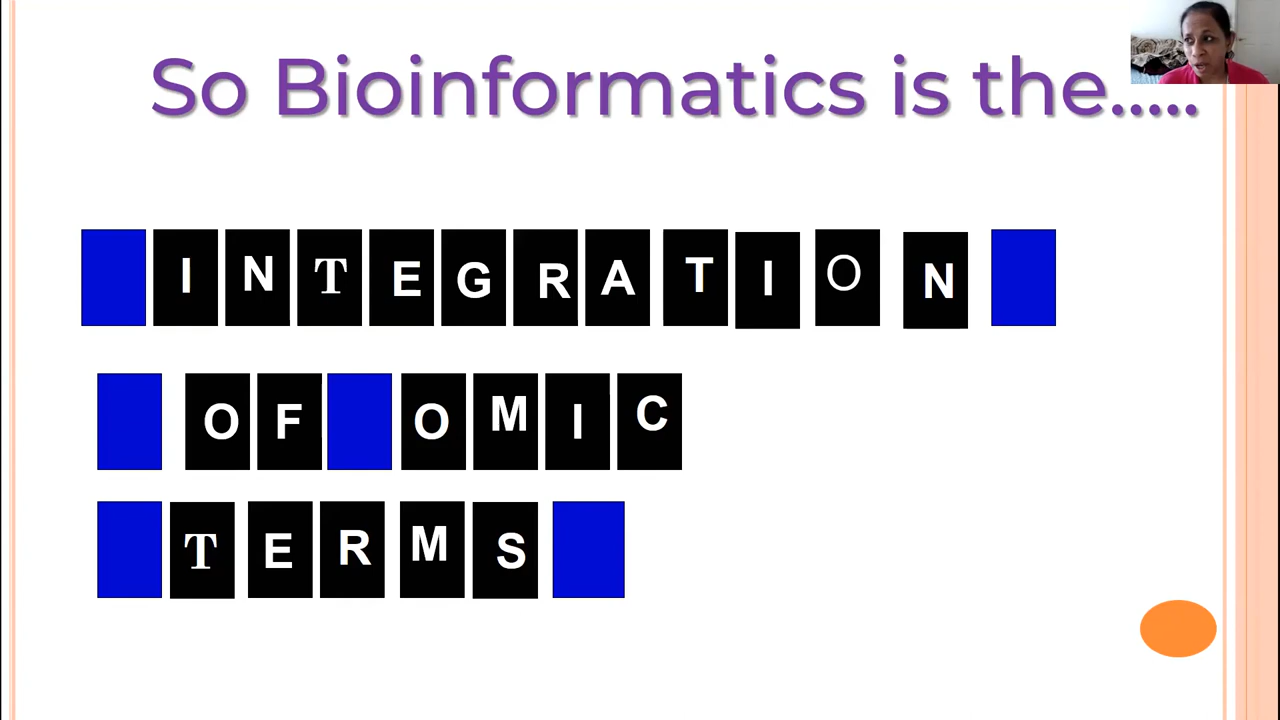 So Bioinformatics is the.....
INTEGRATION
OF OMIC
TERMS